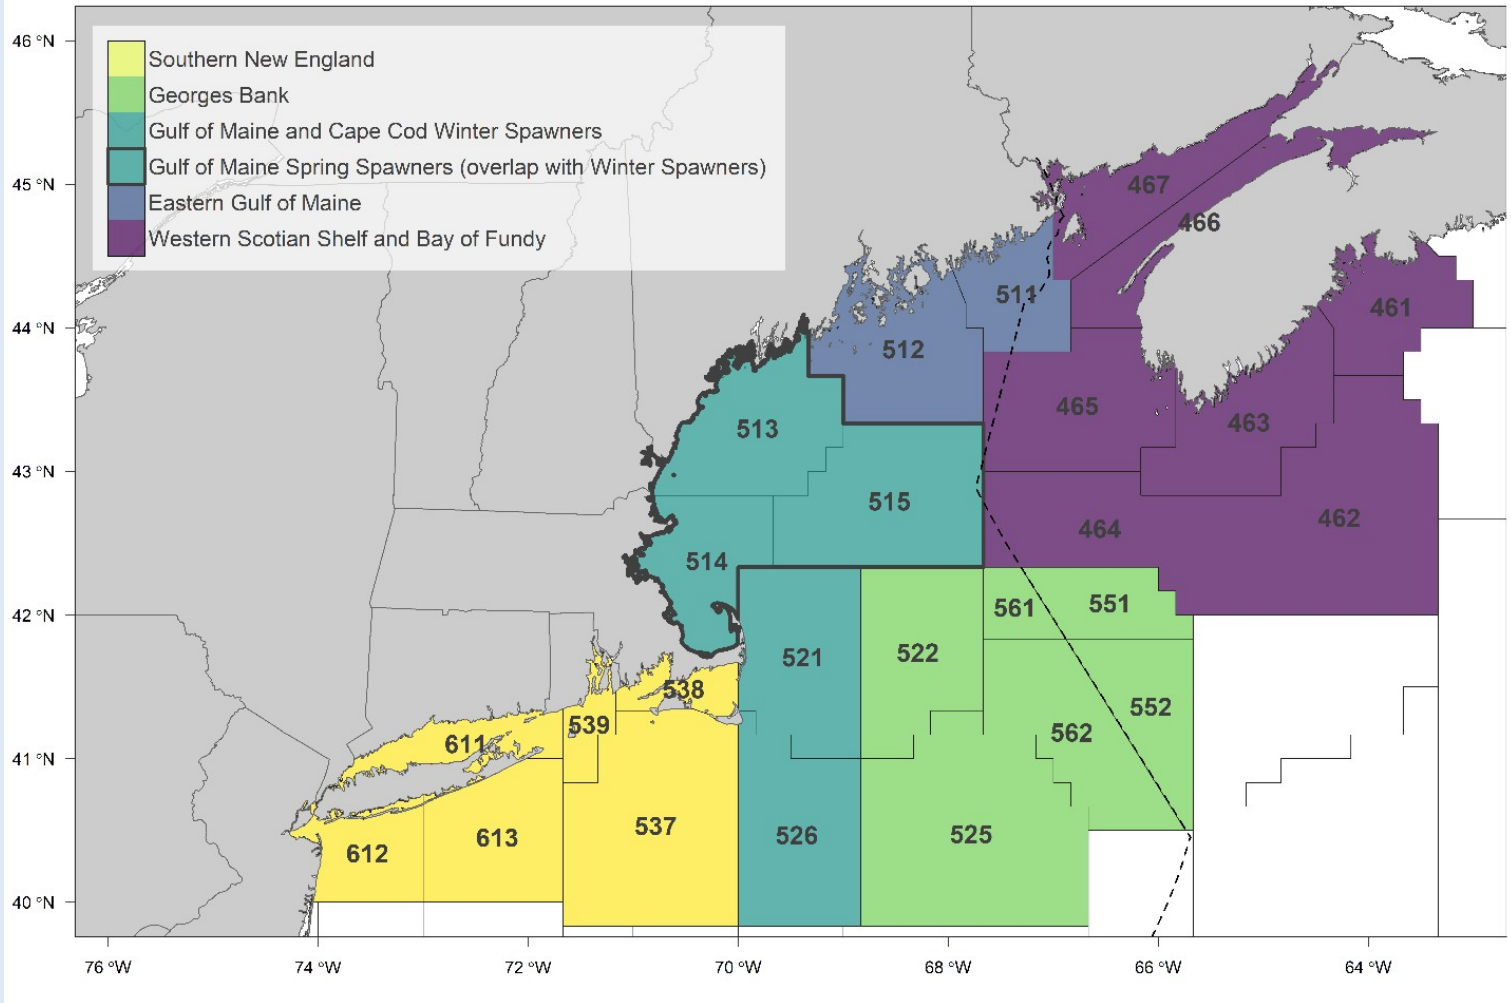 46 °N
Southern New England
Georges Bank
Gulf of Maine and Cape Cod Winter Spawners
Gulf of Maine Spring Spawners (overlap with Winter Spawners)
Eastern Gulf of Maine
Western Scotian Shelf and Bay of Fundy
45 °N
467
466
511
461
44 °N
512
465
463
513
43 °N
515
462
464
514
42 °N
561
551
522
521
538
552
539
562
611
41 °N
537
526
525
613
612
40 °N
76 °W
74 °W
72 °W
70 °W
68 °W
66 °W
64 °W